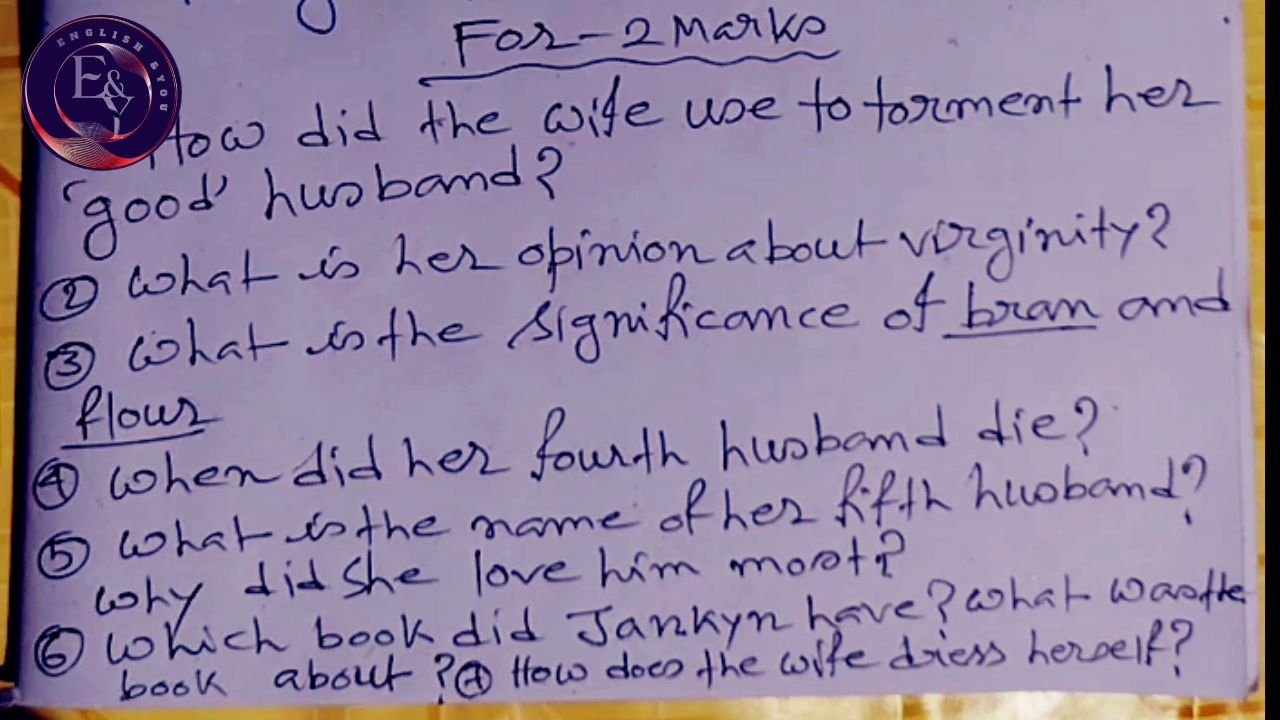 ENGLISH SYOU
E&Y
For-2 Marks
How did the wife use to torment her
'good' husband?
② What is her opinion about virginity?
③ What is the significance of bran and
flour
④ When did her fourth husband die?
⑤ What is the name of her fifth husband?
why did she love him most?
⑥ Which book did Jankyn have? What was the
book about? ⑦ How does the wife dress herself?